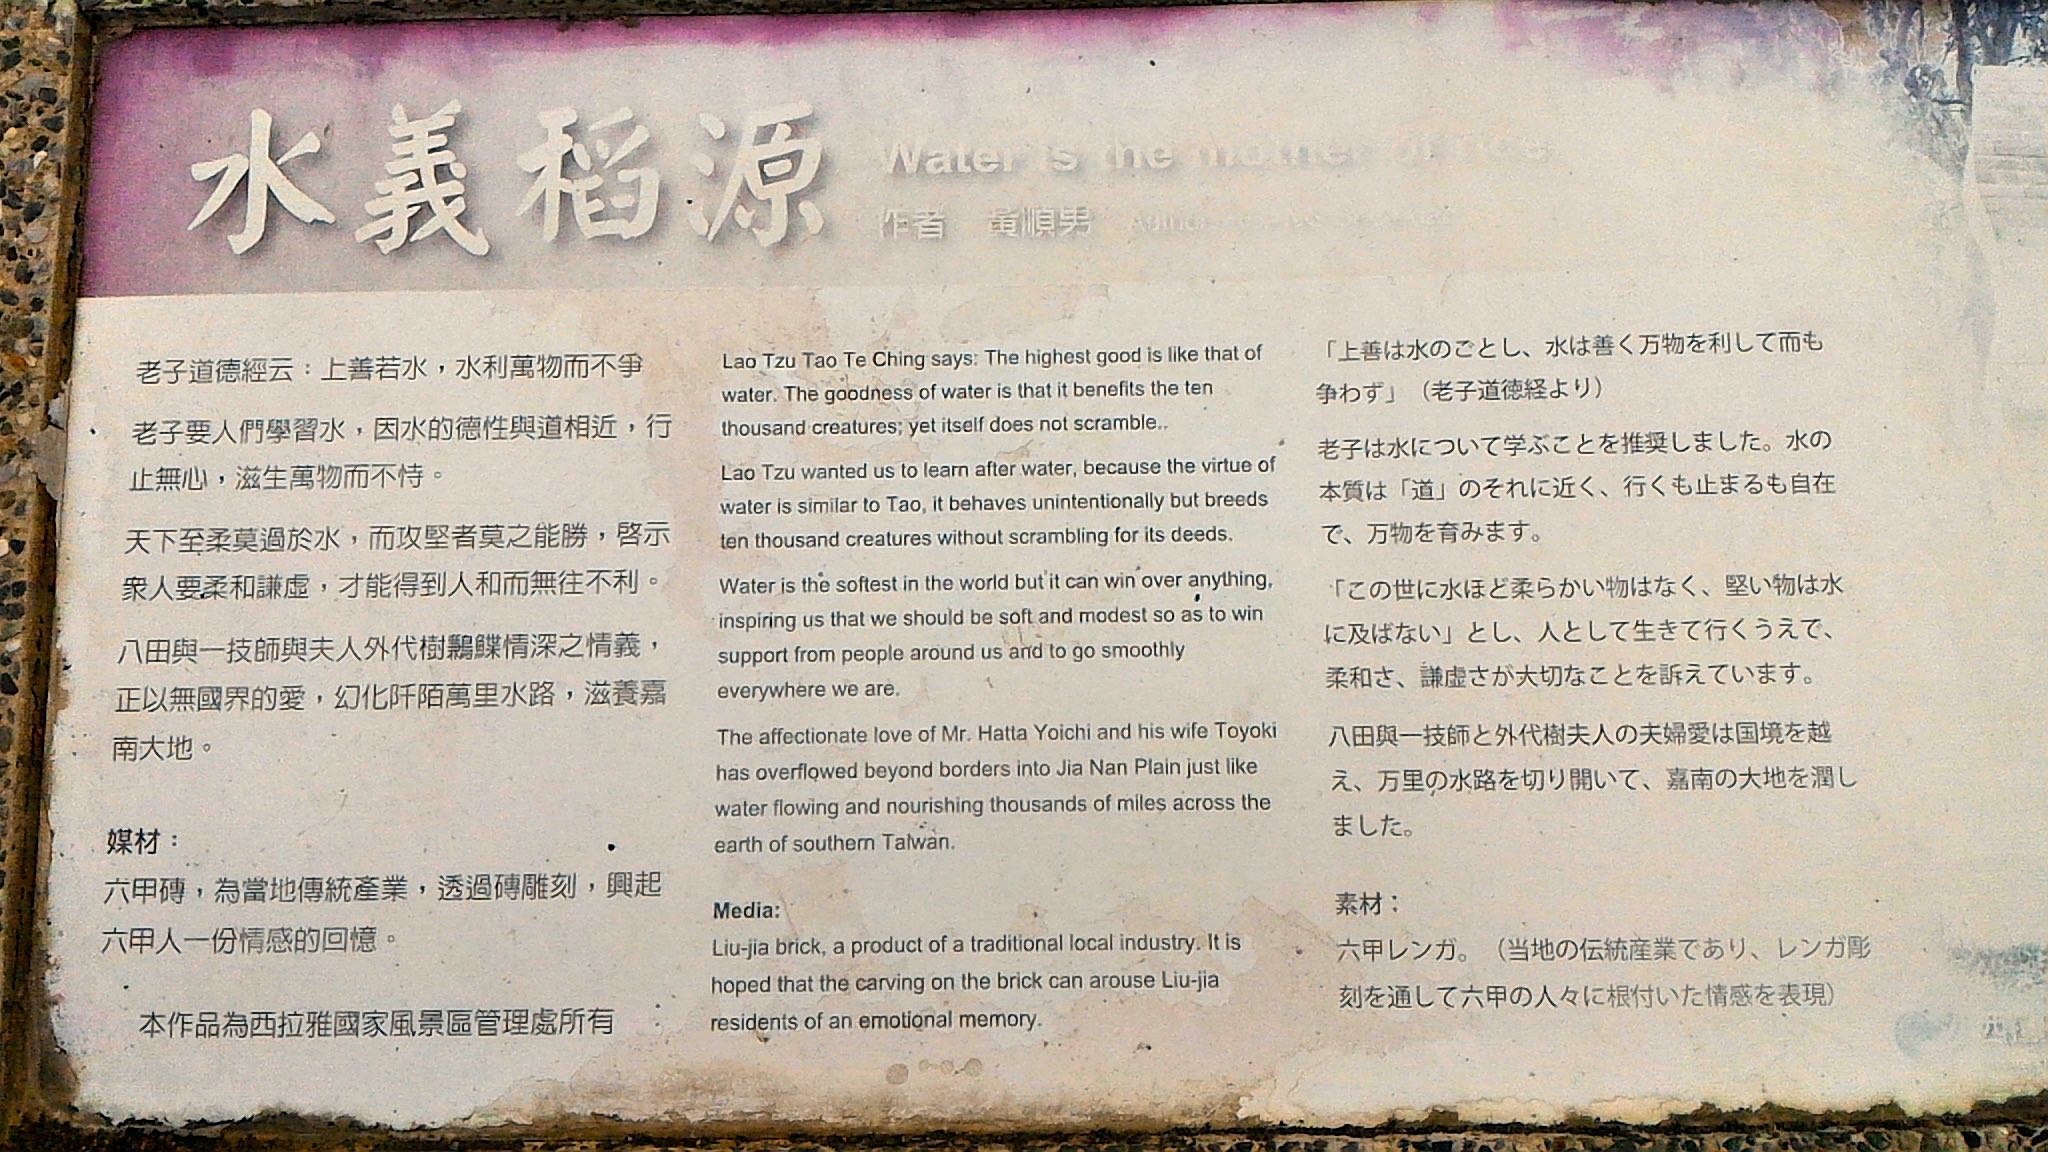 水義稻源
Water is the mother of rice
作者 黃順男
老子道德經云：上善若水，水利萬物而不爭
老子要人們學習水，因水的德性與道相近，行
止無心，滋生萬物而不恃。
天下至柔莫過於水，而攻堅者莫之能勝，啓示
衆人要柔和謙虛，才能得到人和而無往不利。
八田與一技師與夫人外代樹鶼鰈情深之情義，
正以無國界的愛，幻化阡陌萬里水路，滋養嘉
南大地。
媒材：
六甲磚，為當地傳統產業，透過磚雕刻，興起
六甲人一份情感的回憶。
本作品為西拉雅國家風景區管理處所有
Lao Tzu Tao Te Ching says: The highest good is like that of
water. The goodness of water is that it benefits the ten
thousand creatures; yet itself does not scramble..
Lao Tzu wanted us to learn after water, because the virtue of
water is similar to Tao, it behaves unintentionally but breeds
ten thousand creatures without scrambling for its deeds.
Water is the softest in the world but it can win over anything,
inspiring us that we should be soft and modest so as to win
support from people around us and to go smoothly
everywhere we are.
The affectionate love of Mr. Hatta Yoichi and his wife Toyoki
has overflowed beyond borders into Jia Nan Plain just like
water flowing and nourishing thousands of miles across the
earth of southern Taiwan.
Media:
Liu-jia brick, a product of a traditional local industry. It is
hoped that the carving on the brick can arouse Liu-jia
residents of an emotional memory.
「上善は水のごとし、水は善く万物を利して而も
争わず」（老子道徳経より）
老子は水について学ぶことを推奨しました。水の
本質は「道」のそれに近く、行くも止まるも自在
で、万物を育みます。
「この世に水ほど柔らかい物はなく、堅い物は水
に及ばない」とし、人として生きて行くうえで、
柔和さ、謙虚さが大切なことを訴えています。
八田與一技師と外代樹夫人の夫婦愛は国境を越
え、万里の水路を切り開いて、嘉南の大地を潤し
ました。
素材：
六甲レンガ。（当地の伝統産業であり、レンガ彫
刻を通して六甲の人々に根付いた情感を表現）